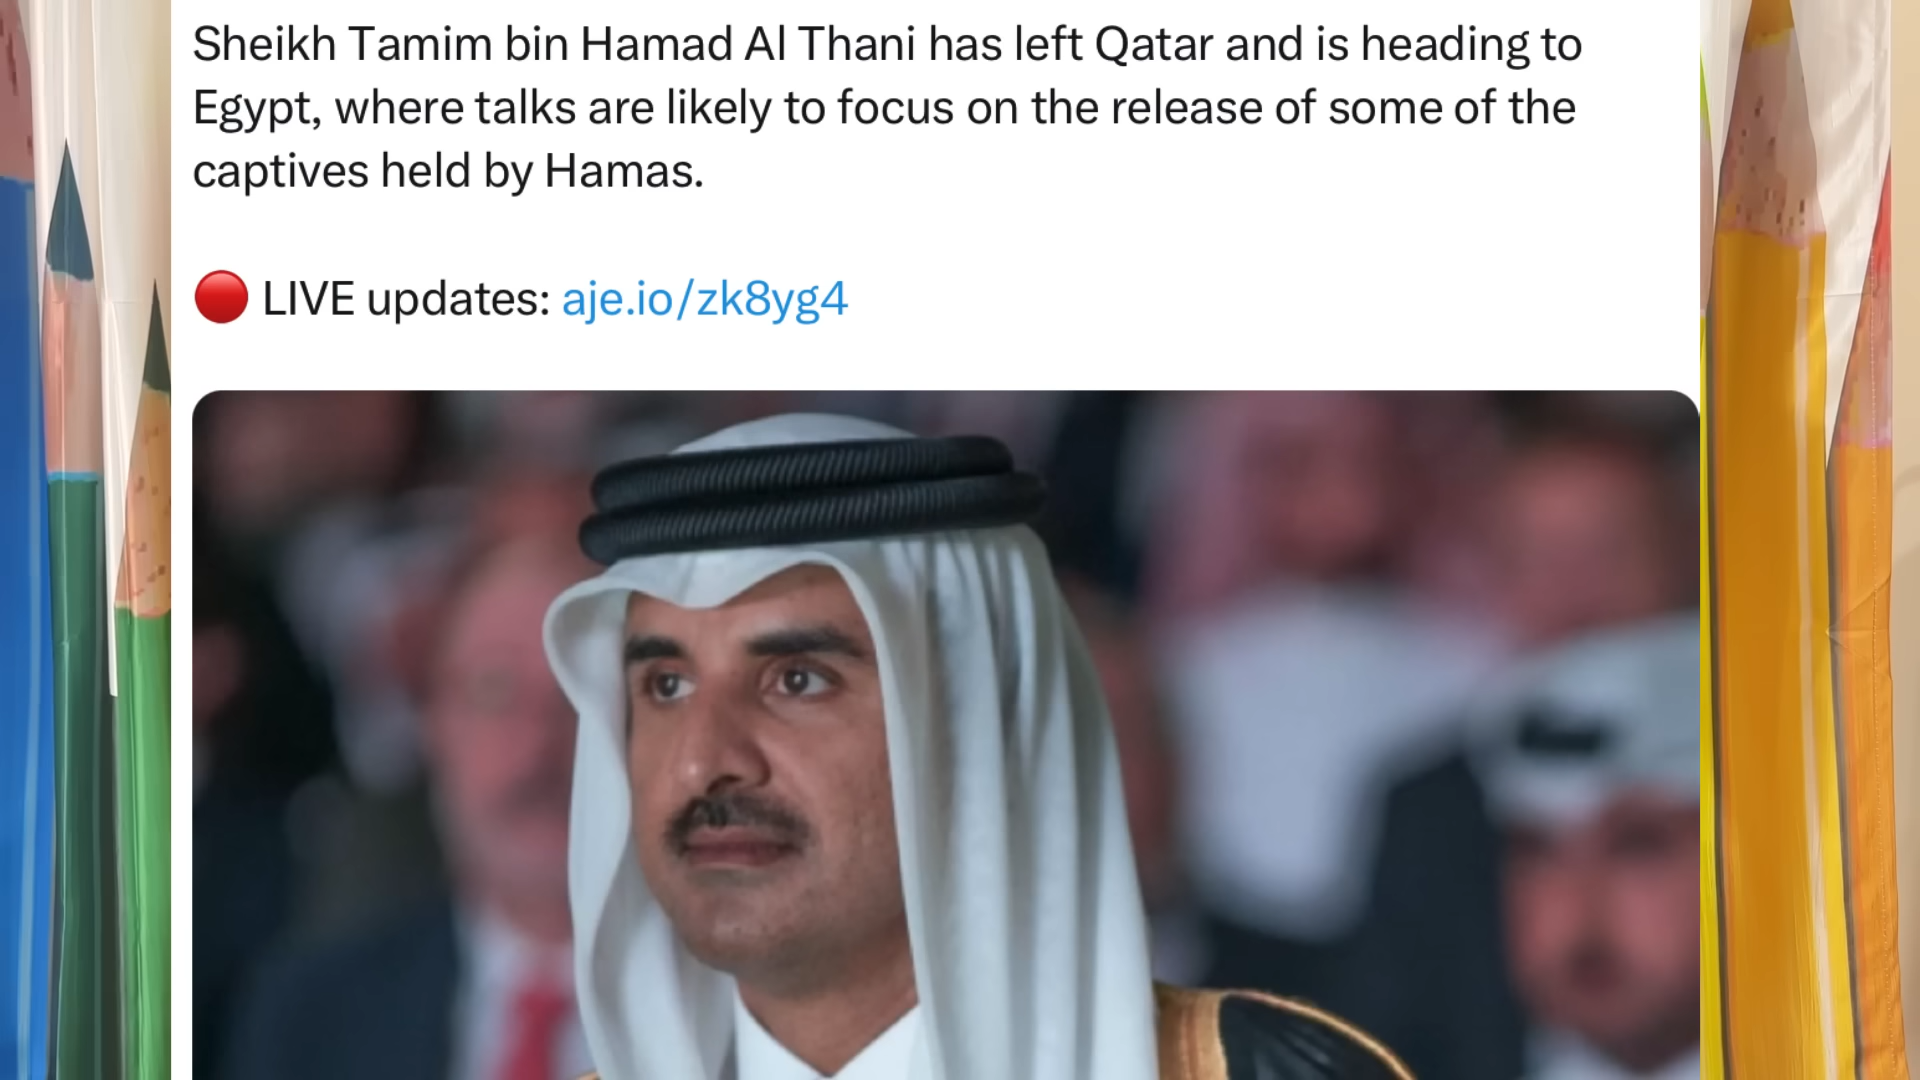 Sheikh Tamim bin Hamad Al Thani has left Qatar and is heading to
Egypt, where talks are likely to focus on the release of some of the
captives held by Hamas.
🔴 LIVE updates: aje.io/zk8yg4